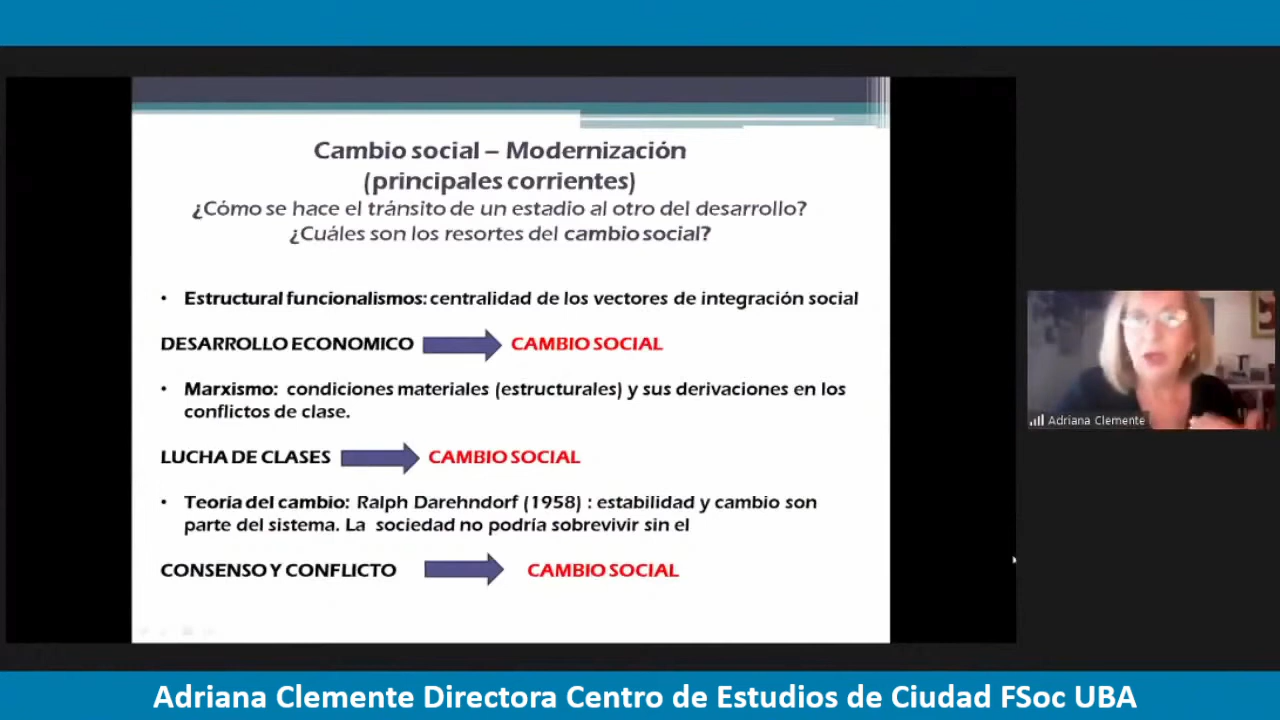 Cambio social – Modernización
(principales corrientes)
¿Cómo se hace el tránsito de un estadio al otro del desarrollo?
¿Cuáles son los resortes del cambio social?
• Estructural funcionalismos: centralidad de los vectores de integración social
DESARROLLO ECONOMICO CAMBIO SOCIAL
• Marxismo: condiciones materiales (estructurales) y sus derivaciones en los
conflictos de clase.
LUCHA DE CLASES CAMBIO SOCIAL
• Teoría del cambio: Ralph Darehndorf (1958) : estabilidad y cambio son
parte del sistema. La sociedad no podría sobrevivir sin el
CONSENSO Y CONFLICTO CAMBIO SOCIAL
Adriana Clemente
Adriana Clemente Directora Centro de Estudios de Ciudad FSoc UBA